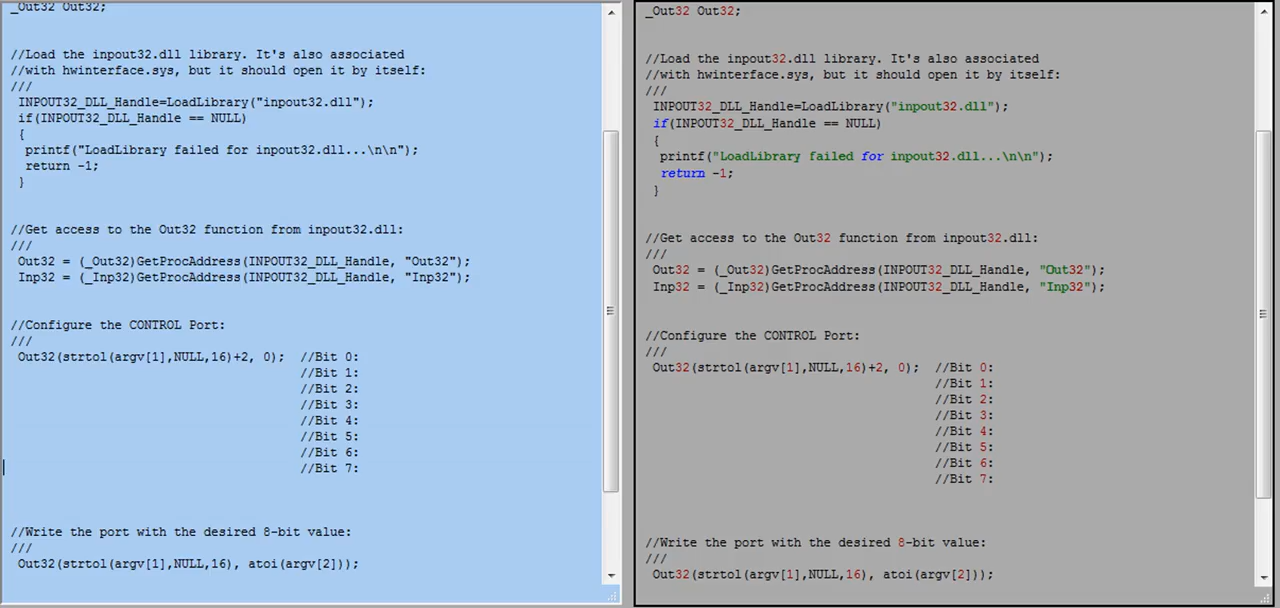 _Out32 Out32;
//Load the inpout32.dll library. It's also associated
//with hwinterface.sys, but it should open it by itself:
///
INPOUT32_DLL_Handle=LoadLibrary("inpout32.dll");
if(INPOUT32_DLL_Handle == NULL)
{
printf("LoadLibrary failed for inpout32.dll...\n\n");
return -1;
}
//Get access to the Out32 function from inpout32.dll:
///
Out32 = (_Out32)GetProcAddress(INPOUT32_DLL_Handle, "Out32");
Inp32 = (_Inp32)GetProcAddress(INPOUT32_DLL_Handle, "Inp32");
//Configure the CONTROL Port:
///
Out32(strtol(argv[1],NULL,16)+2, 0);  //Bit 0:
//Bit 1:
//Bit 2:
//Bit 3:
//Bit 4:
//Bit 5:
//Bit 6:
//Bit 7:
//Write the port with the desired 8-bit value:
///
Out32(strtol(argv[1],NULL,16), atoi(argv[2]));
_Out32 Out32;
//Load the inpout32.dll library. It's also associated
//with hwinterface.sys, but it should open it by itself:
///
INPOUT32_DLL_Handle=LoadLibrary("inpout32.dll");
if(INPOUT32_DLL_Handle == NULL)
{
printf("LoadLibrary failed for inpout32.dll...\n\n");
return -1;
}
//Get access to the Out32 function from inpout32.dll:
///
Out32 = (_Out32)GetProcAddress(INPOUT32_DLL_Handle, "Out32");
Inp32 = (_Inp32)GetProcAddress(INPOUT32_DLL_Handle, "Inp32");
//Configure the CONTROL Port:
///
Out32(strtol(argv[1],NULL,16)+2, 0);  //Bit 0:
//Bit 1:
//Bit 2:
//Bit 3:
//Bit 4:
//Bit 5:
//Bit 6:
//Bit 7:
//Write the port with the desired 8-bit value:
///
Out32(strtol(argv[1],NULL,16), atoi(argv[2]));